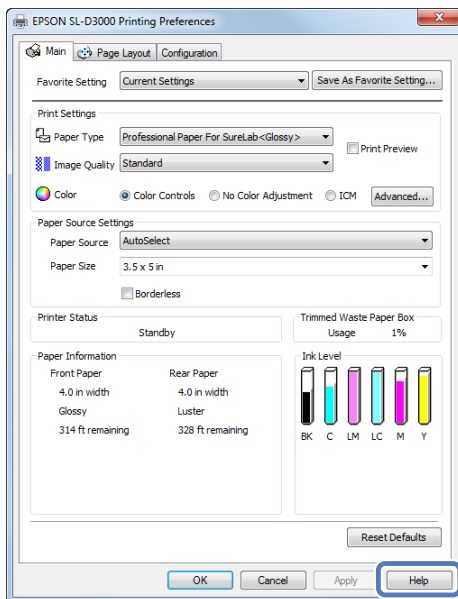 EPSON SL-D3000 Printing Preferences
Main Page Layout Configuration
Favorite Setting Current Settings Save As Favorite Setting...
Print Settings
Paper Type Professional Paper For SureLab<Glossy>
Print Preview
Image Quality Standard
Color Color Controls No Color Adjustment ICM Advanced...
Paper Source Settings
Paper Source AutoSelect
Paper Size 3.5 x 5 in
Borderless
Printer Status Trimmed Waste Paper Box
Standby Usage 1%
Paper Information Ink Level
Front Paper Rear Paper
4.0 in width 4.0 in width
Glossy Luster
314 ft remaining 328 ft remaining
BK C LM LC M Y
Reset Defaults
OK Cancel Apply Help